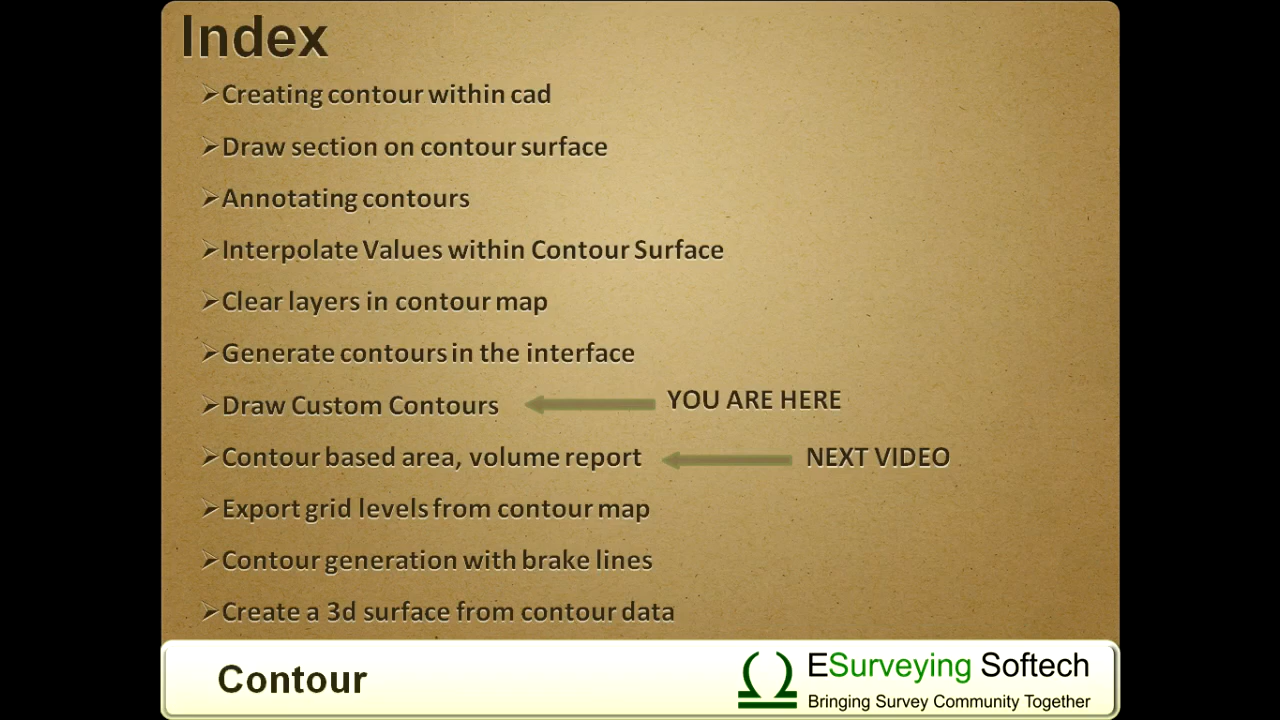 Index
Creating contour within cad
Draw section on contour surface
Annotating contours
Interpolate Values within Contour Surface
Clear layers in contour map
Generate contours in the interface
Draw Custom Contours YOU ARE HERE
Contour based area, volume report NEXT VIDEO
Export grid levels from contour map
Contour generation with brake lines
Create a 3d surface from contour data
Contour
ESurveying Softech
Bringing Survey Community Together